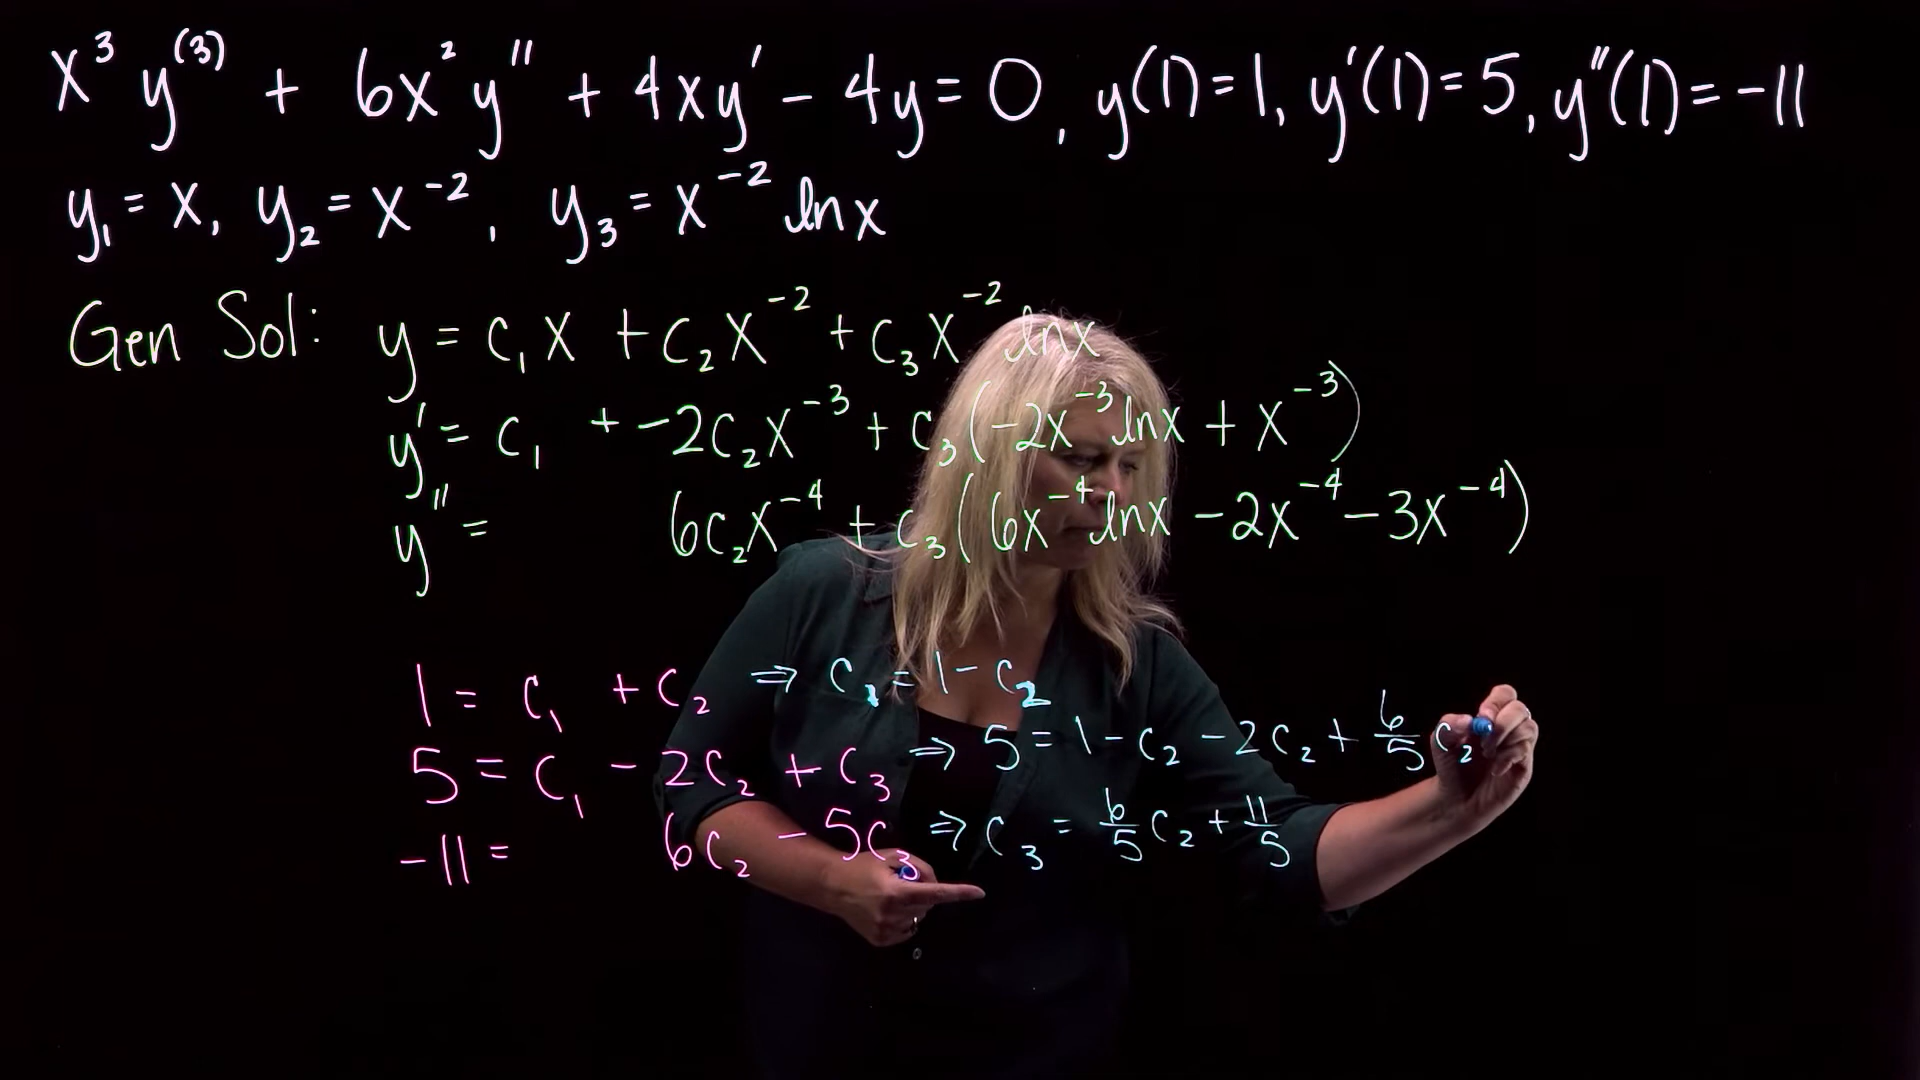 x³ y⁽³⁾ + 6x² y'' + 4xy' - 4y = 0, y(1) = 1, y'(1) = 5, y''(1) = -11
y₁ = x, y₂ = x⁻², y₃ = x⁻² ln x
Gen Sol: y = c₁x + c₂x⁻² + c₃x⁻² ln x
y' = c₁ + -2c₂x⁻³ + c₃(-2x⁻³ ln x + x⁻³)
y'' = 6c₂x⁻⁴ + c₃(6x⁻⁴ ln x - 2x⁻⁴ - 3x⁻⁴)
1 = c₁ + c₂ ⇒ c₁ = 1 - c₂
5 = c₁ - 2c₂ + c₃ ⇒ 5 = 1 - c₂ - 2c₂ + 6/5 c₂
-11 = 6c₂ - 5c₃ ⇒ c₃ = 6/5 c₂ + 11/5